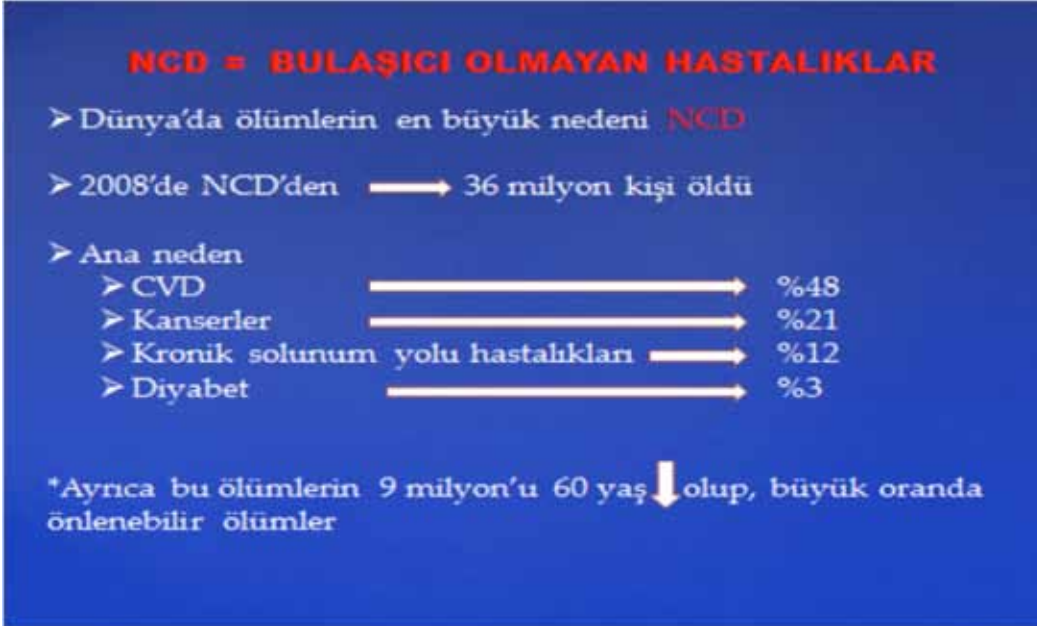 NCD = BULAŞICI OLMAYAN HASTALIKLAR
➢ Dünya'da ölümlerin en büyük nedeni NCD
➢ 2008'de NCD'den → 36 milyon kişi öldü
➢ Ana neden
➢ CVD → %48
➢ Kanserler → %21
➢ Kronik solunum yolu hastalıkları → %12
➢ Diyabet → %3
*Ayrıca bu ölümlerin 9 milyon'u 60 yaş ↓ olup, büyük oranda
önlenebilir ölümler